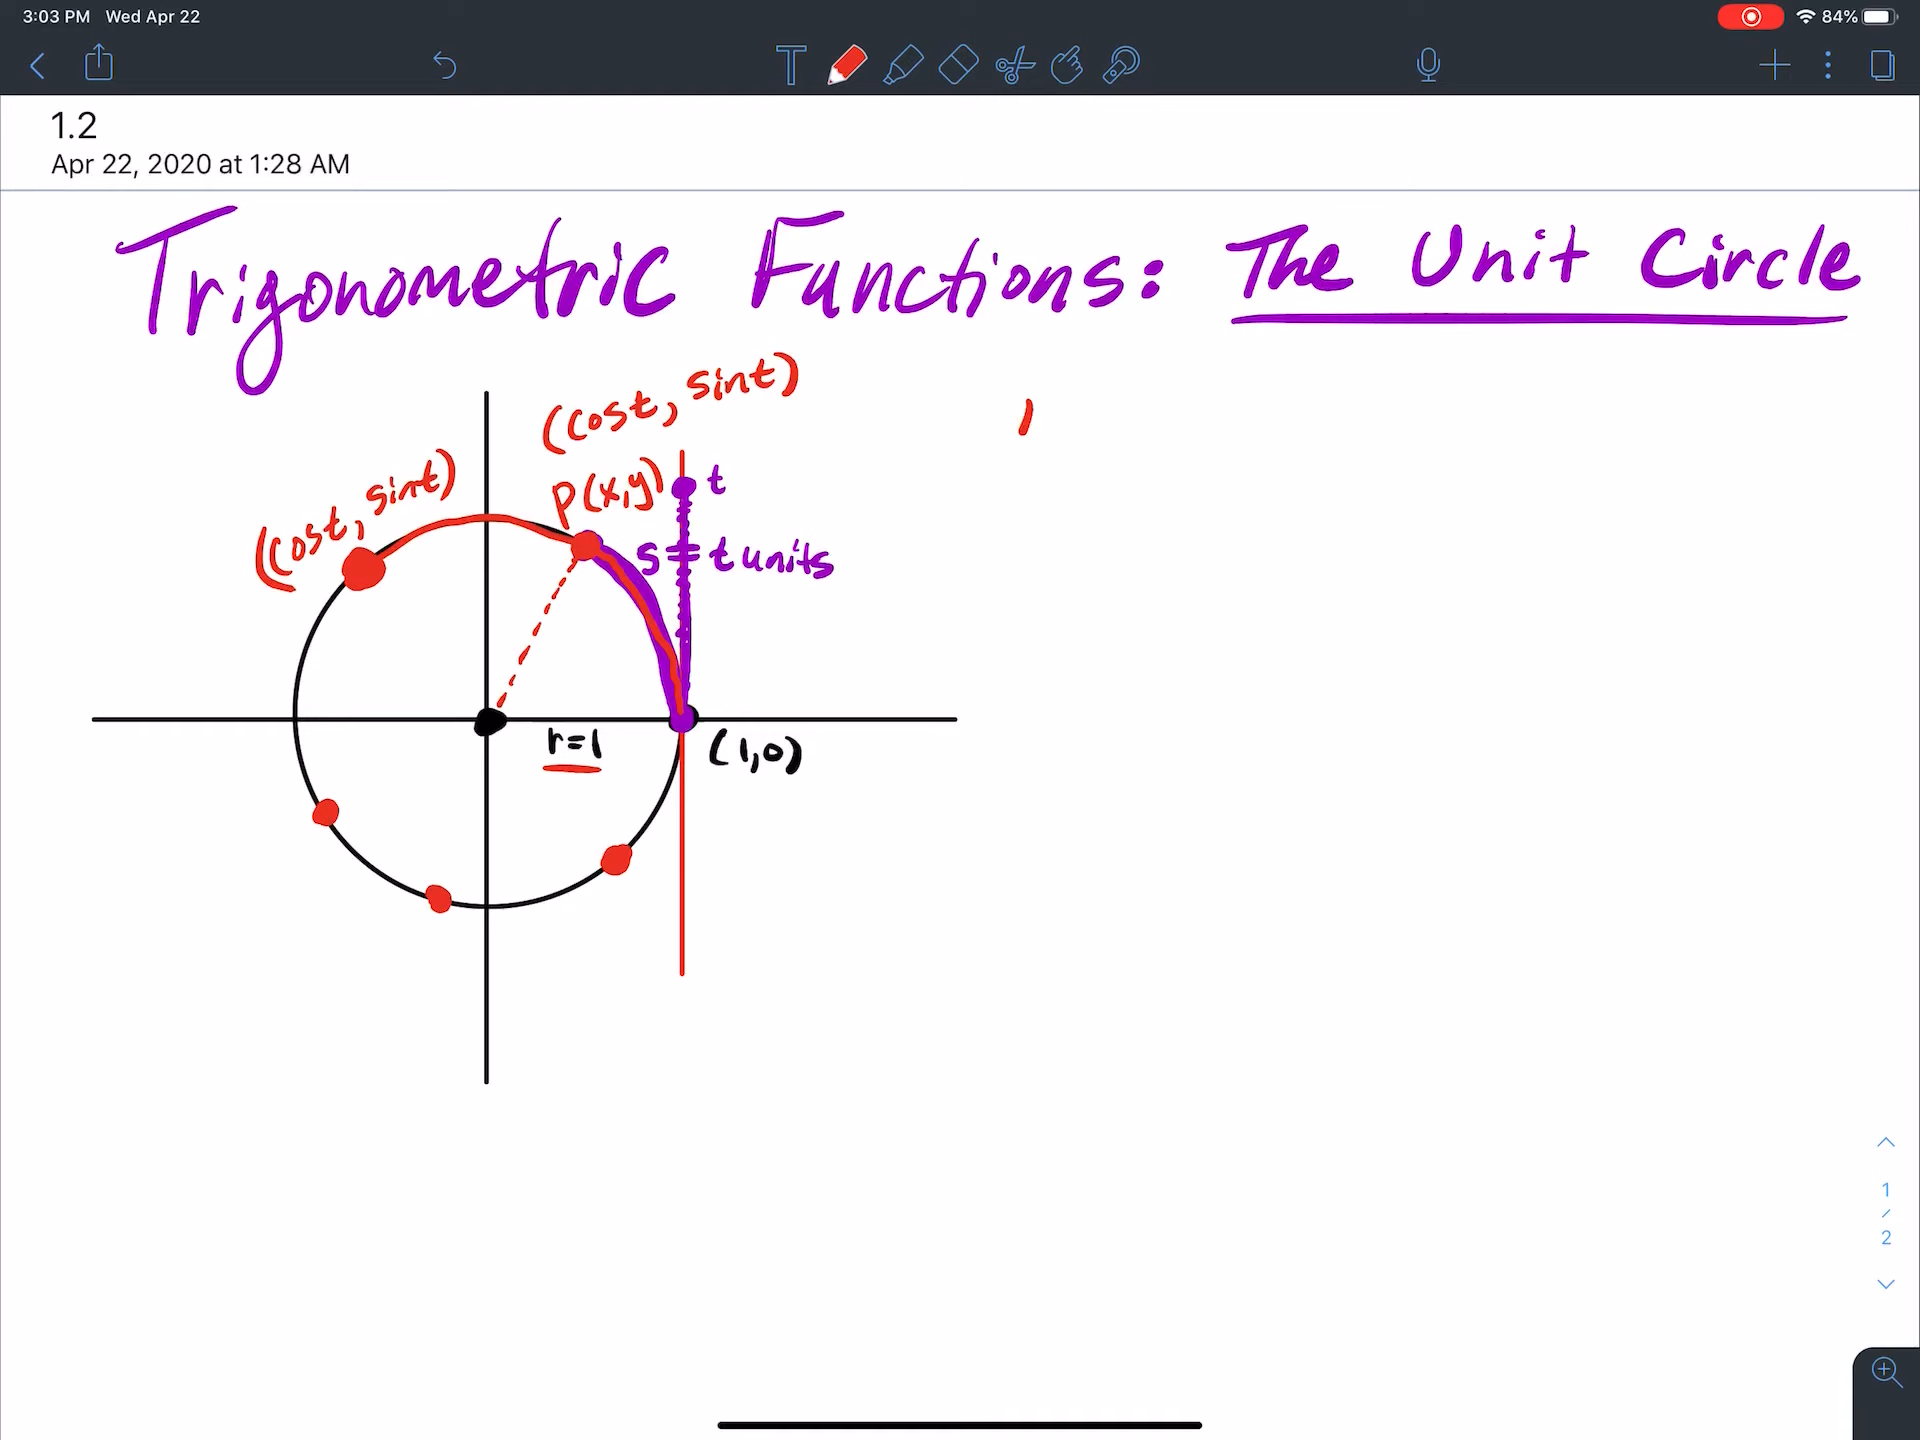 3:03 PM Wed Apr 22
84%
T
1.2
Apr 22, 2020 at 1:28 AM
Trigonometric Functions: The Unit Circle
(cost, sint)
(cost, sint)
P(x,y)
t
s = t units
r=1
(1,0)
1
2